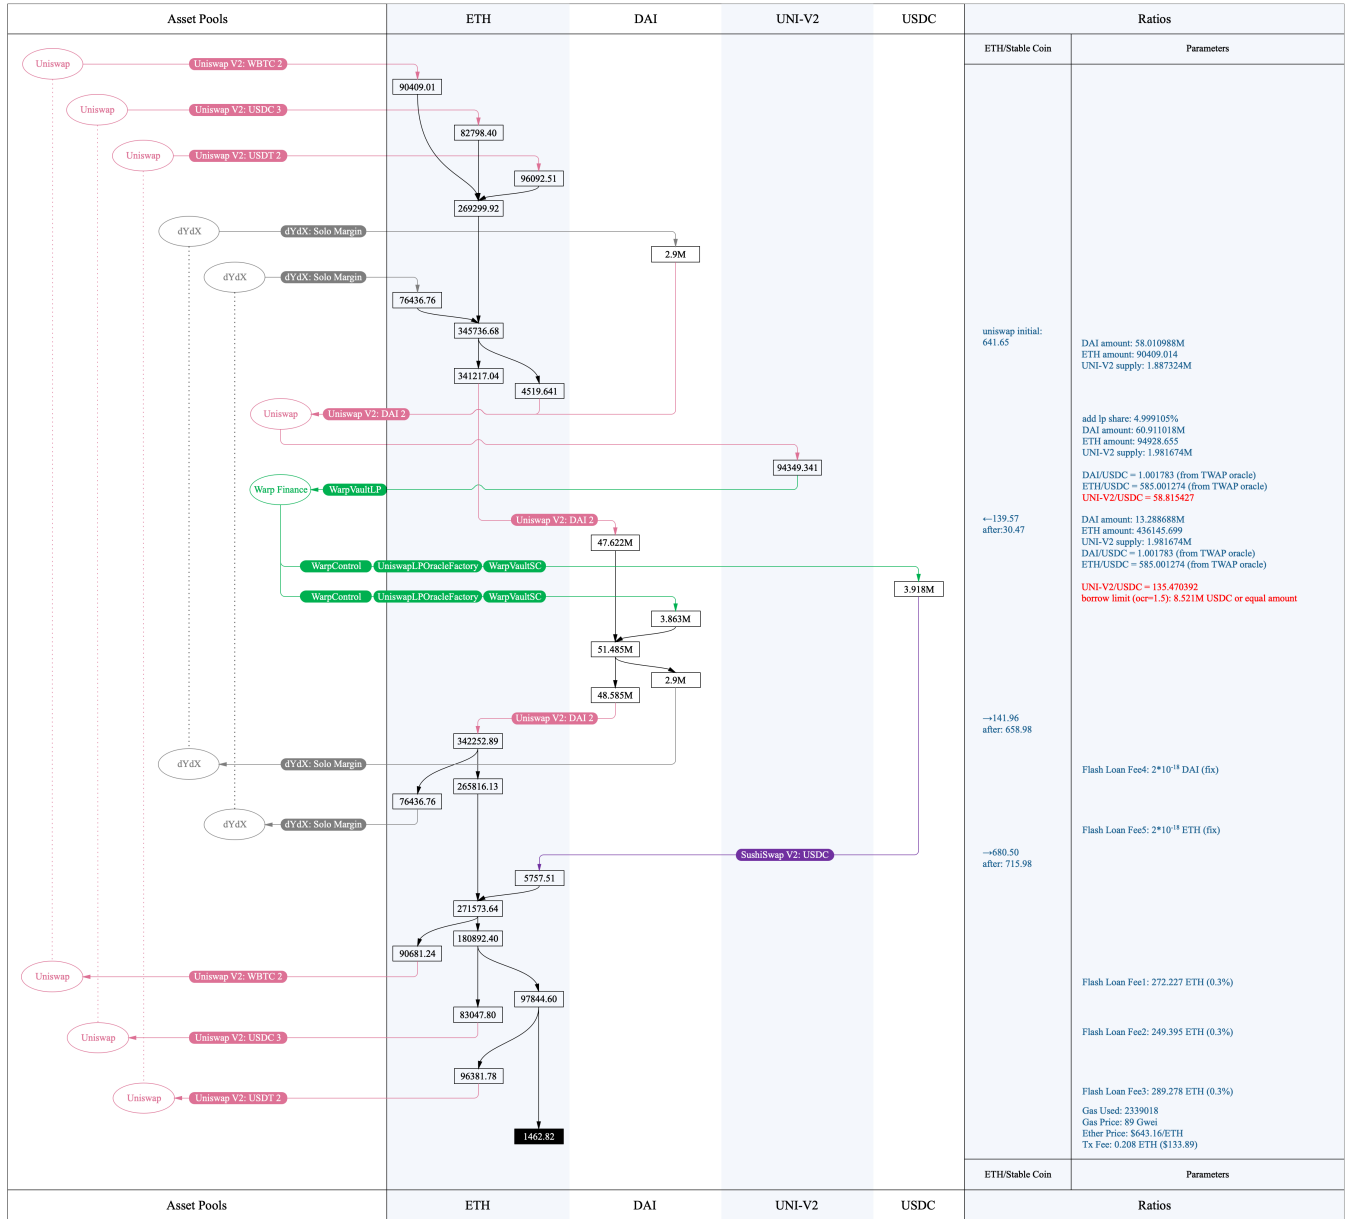 Asset Pools
ETH
DAI
UNI-V2
USDC
Ratios
ETH/Stable Coin
Parameters
Uniswap
Uniswap V2: WBTC 2
90409.01
Uniswap
Uniswap V2: USDC 3
82798.40
Uniswap
Uniswap V2: USDT 2
96092.51
269299.92
dYdX
dYdX: Solo Margin
2.9M
dYdX
dYdX: Solo Margin
76436.76
345736.68
uniswap initial:
641.65
DAI amount: 58.010988M
ETH amount: 90409.014
UNI-V2 supply: 1.887324M
341217.04
4519.641
Uniswap
Uniswap V2: DAI 2
add lp share: 4.999105%
DAI amount: 60.911018M
ETH amount: 94928.655
UNI-V2 supply: 1.981674M
94349.341
DAI/USDC = 1.001783 (from TWAP oracle)
ETH/USDC = 585.001274 (from TWAP oracle)
UNI-V2/USDC = 58.815427
Warp Finance
WarpVaultLP
Uniswap V2: DAI 2
←139.57
after:30.47
DAI amount: 13.288688M
ETH amount: 436145.699
UNI-V2 supply: 1.981674M
DAI/USDC = 1.001783 (from TWAP oracle)
ETH/USDC = 585.001274 (from TWAP oracle)
47.622M
WarpControl
UniswapLPOracleFactory
WarpVaultSC
3.918M
UNI-V2/USDC = 135.470392
borrow limit (ocr=1.5): 8.521M USDC or equal amount
WarpControl
UniswapLPOracleFactory
WarpVaultSC
3.863M
51.485M
2.9M
48.585M
Uniswap V2: DAI 2
→141.96
after: 658.98
342252.89
dYdX
dYdX: Solo Margin
Flash Loan Fee4: 2*10⁻¹⁸ DAI (fix)
265816.13
76436.76
dYdX
dYdX: Solo Margin
Flash Loan Fee5: 2*10⁻¹⁸ ETH (fix)
SushiSwap V2: USDC
→680.50
after: 715.98
5757.51
271573.64
180892.40
90681.24
Uniswap
Uniswap V2: WBTC 2
Flash Loan Fee1: 272.227 ETH (0.3%)
97844.60
83047.80
Uniswap
Uniswap V2: USDC 3
Flash Loan Fee2: 249.395 ETH (0.3%)
96381.78
Uniswap
Uniswap V2: USDT 2
Flash Loan Fee3: 289.278 ETH (0.3%)
1462.82
Gas Used: 2339018
Gas Price: 89 Gwei
Ether Price: $643.16/ETH
Tx Fee: 0.208 ETH ($133.89)
ETH/Stable Coin
Parameters
Asset Pools
ETH
DAI
UNI-V2
USDC
Ratios